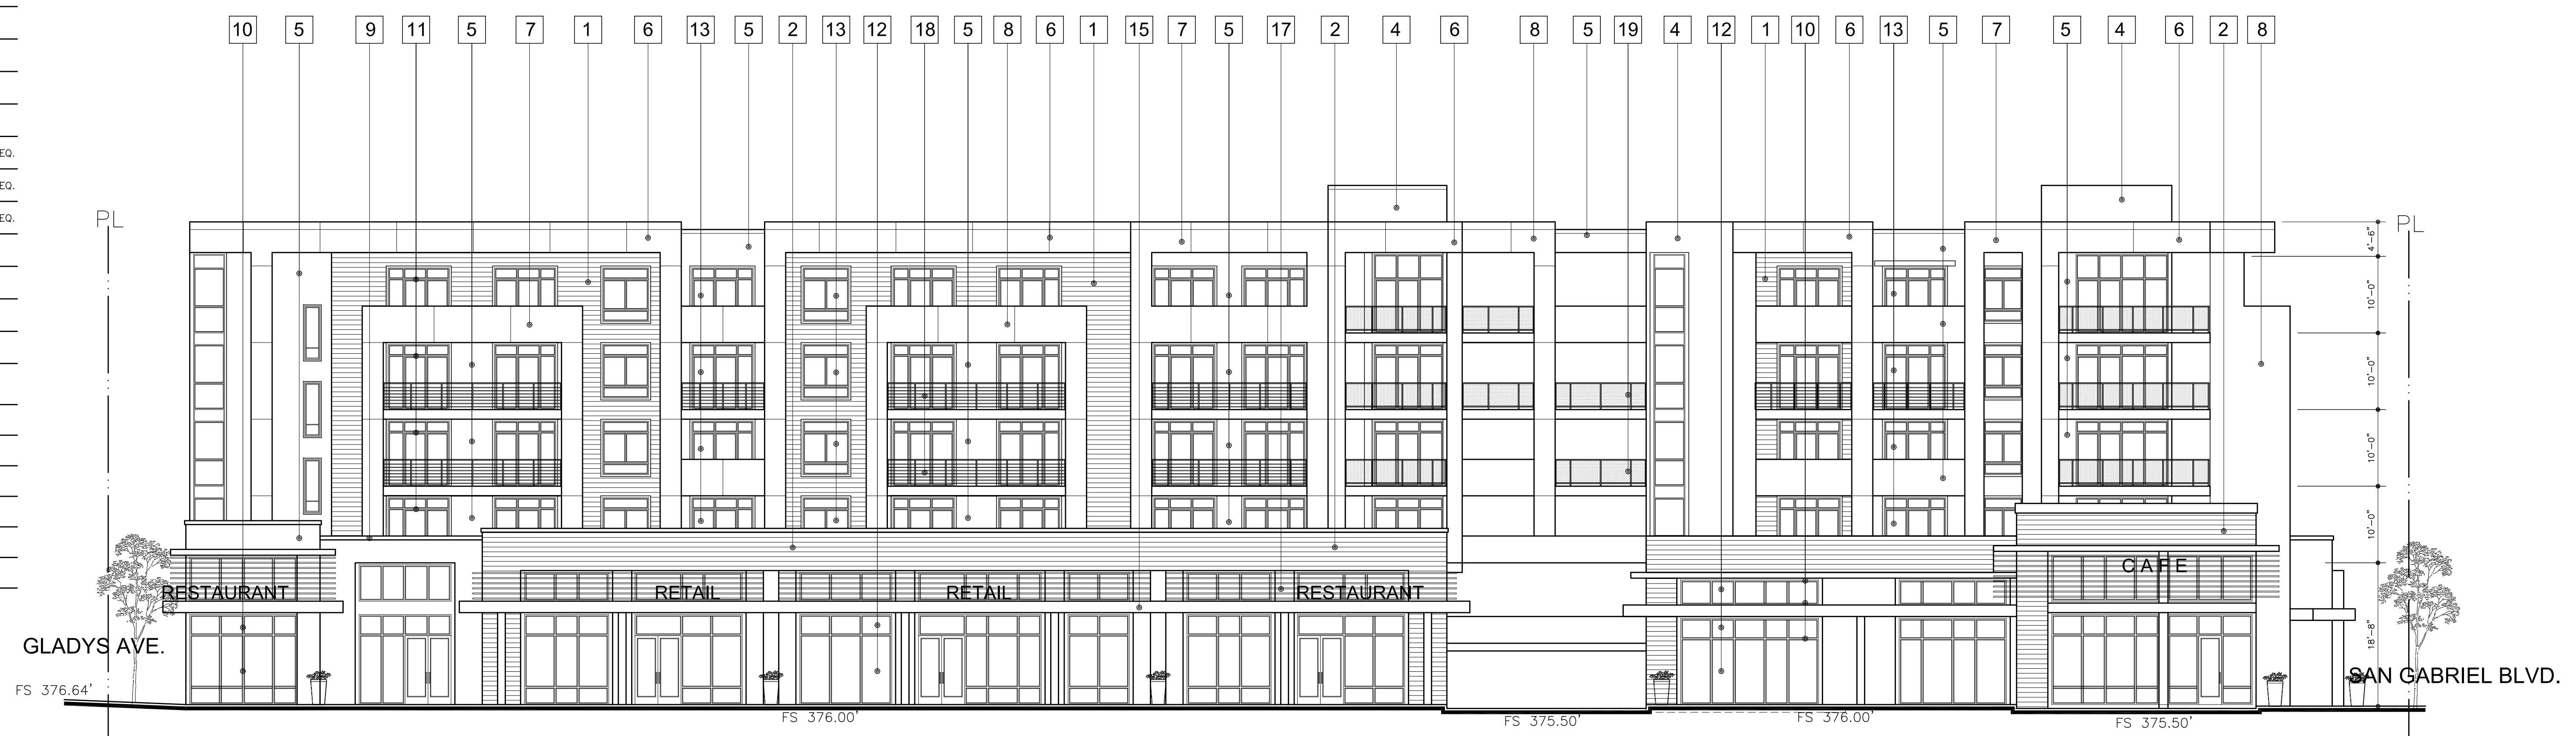 10 5 9 11 5 7 1 6 13 5 2 13 12 18 5 8 6 1 15 7 5 17 2 4 6 8 5 19 4 12 1 10 6 13 5 7 5 4 6 2 8
EQ.
EQ.
EQ.
PL
PL
4'-6"
10'-0"
10'-0"
10'-0"
10'-0"
18'-8"
CAFE
RESTAURANT
RETAIL
RETAIL
RESTAURANT
GLADYS AVE.
SAN GABRIEL BLVD.
FS 376.64'
FS 376.00'
FS 375.50'
FS 376.00'
FS 375.50'